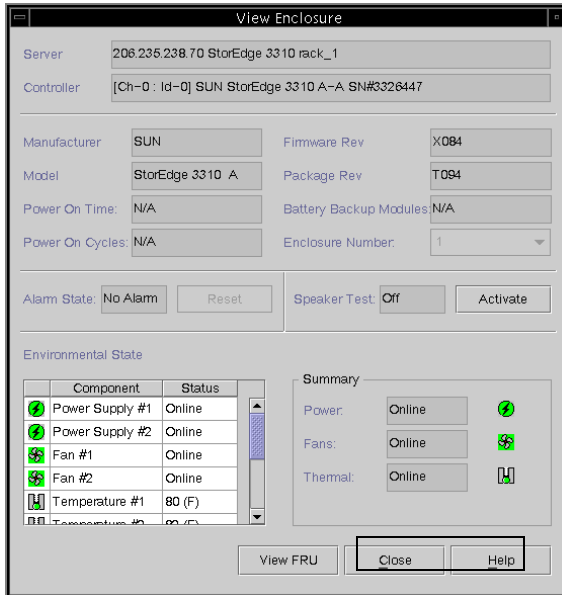 View Enclosure
Server 206.235.238.70 StorEdge 3310 rack_1
Controller [Ch-0 : Id-0] SUN StorEdge 3310 A-A SN#3326447
Manufacturer SUN Firmware Rev X084
Model StorEdge 3310 A Package Rev T094
Power On Time: N/A Battery Backup Modules: N/A
Power On Cycles: N/A Enclosure Number: 1
Alarm State: No Alarm Reset Speaker Test: Off Activate
Environmental State
Component Status
Power Supply #1 Online
Power Supply #2 Online
Fan #1 Online
Fan #2 Online
Temperature #1 80 (F)
Temperature (F)
Summary
Power: Online
Fans: Online
Thermal: Online
View FRU Close Help